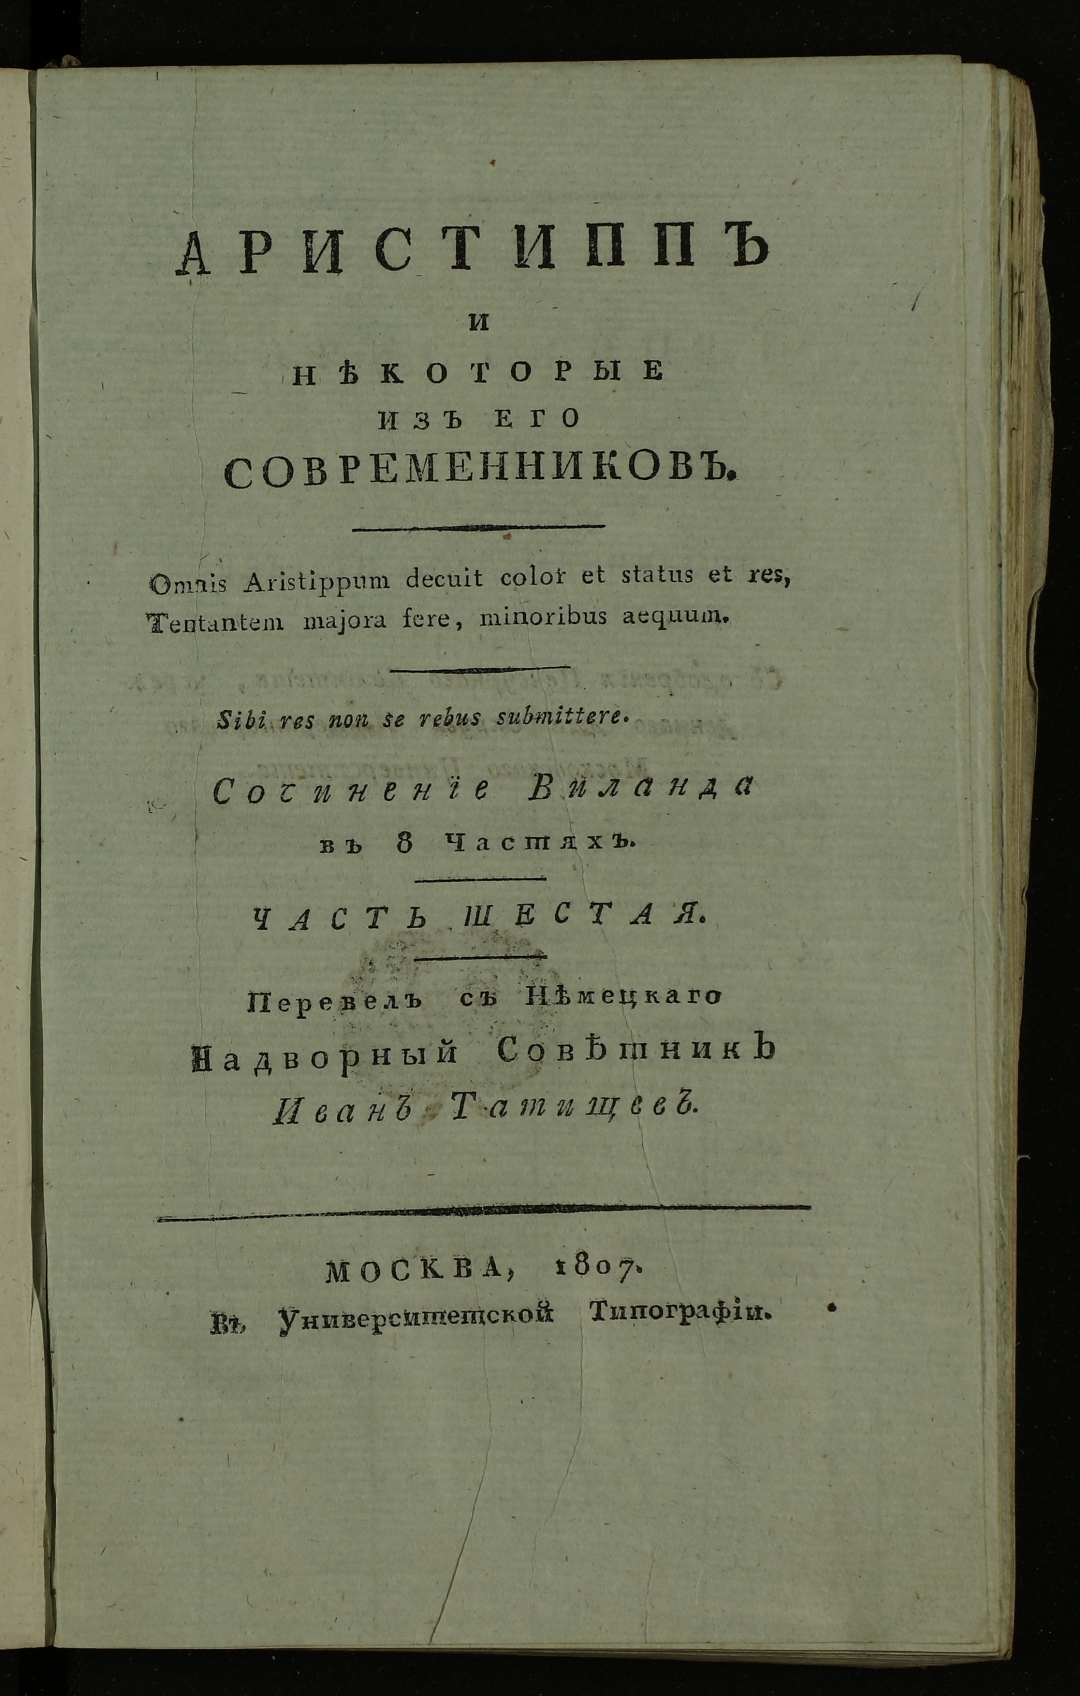 АРИСТИППЪ
И
НѢКОТОРЫЕ
ИЗЪ ЕГО
СОВРЕМЕННИКОВЪ.
Omnis Aristippum decuit color et status et res,
Tentantem majora fere, minoribus aequum.
Sibi res non se rebus submittere.
Сочиненїе Виланда
въ 8 Частяхъ.
ЧАСТЬ ШЕСТАЯ.
Перевелъ съ Нѣмецкаго
Надворный Совѣтникъ
Иванъ Татищевъ.
МОСКВА, 1807.
Въ Университетской Типографіи.